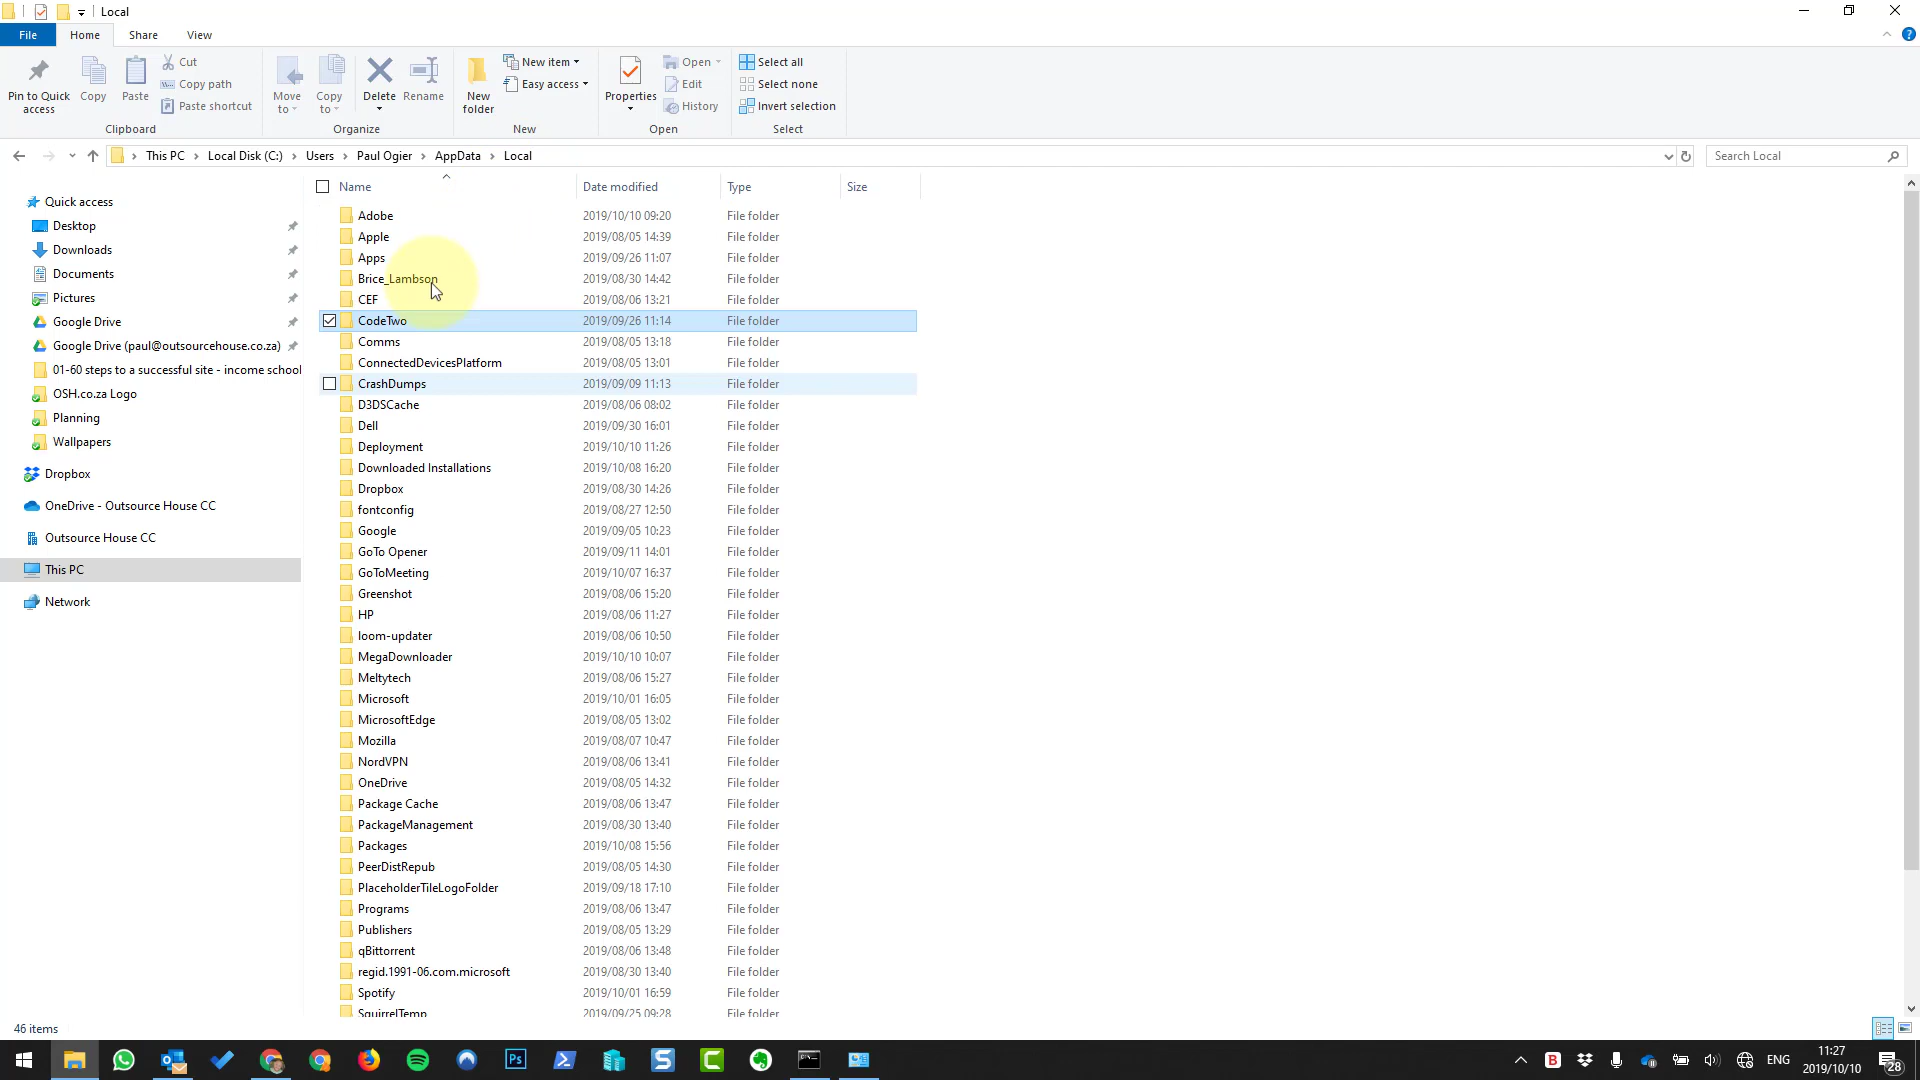 Local
File
Home
Share
View
Pin to Quick access
Copy
Paste
Cut
Copy path
Paste shortcut
Clipboard
Move to
Copy to
Delete
Rename
Organize
New folder
New item
Easy access
New
Properties
Open
Edit
History
Open
Select all
Select none
Invert selection
Select
This PC > Local Disk (C:) > Users > Paul Ogier > AppData > Local
Search Local
Quick access
Desktop
Downloads
Documents
Pictures
Google Drive
Google Drive (paul@outsourcehouse.co.za)
01-60 steps to a successful site - income school
OSH.co.za Logo
Planning
Wallpapers
Dropbox
OneDrive - Outsource House CC
Outsource House CC
This PC
Network
Name Date modified Type Size
Adobe 2019/10/10 09:20 File folder
Apple 2019/08/05 14:39 File folder
Apps 2019/09/26 11:07 File folder
Brice_Lambson 2019/08/30 14:42 File folder
CEF 2019/08/06 13:21 File folder
CodeTwo 2019/09/26 11:14 File folder
Comms 2019/08/05 13:18 File folder
ConnectedDevicesPlatform 2019/08/05 13:01 File folder
CrashDumps 2019/09/09 11:13 File folder
D3DSCache 2019/08/06 08:02 File folder
Dell 2019/09/30 16:01 File folder
Deployment 2019/10/10 11:26 File folder
Downloaded Installations 2019/10/08 16:20 File folder
Dropbox 2019/08/30 14:26 File folder
fontconfig 2019/08/27 12:50 File folder
Google 2019/09/05 10:23 File folder
GoTo Opener 2019/09/11 14:01 File folder
GoToMeeting 2019/10/07 16:37 File folder
Greenshot 2019/08/06 15:20 File folder
HP 2019/08/06 11:27 File folder
loom-updater 2019/08/06 10:50 File folder
MegaDownloader 2019/10/10 10:07 File folder
Meltytech 2019/08/06 15:27 File folder
Microsoft 2019/10/01 16:05 File folder
MicrosoftEdge 2019/08/05 13:02 File folder
Mozilla 2019/08/07 10:47 File folder
NordVPN 2019/08/06 13:41 File folder
OneDrive 2019/08/05 14:32 File folder
Package Cache 2019/08/06 13:47 File folder
PackageManagement 2019/08/30 13:40 File folder
Packages 2019/10/08 15:56 File folder
PeerDistRepub 2019/08/05 14:30 File folder
PlaceholderTileLogoFolder 2019/09/18 17:10 File folder
Programs 2019/08/06 13:47 File folder
Publishers 2019/08/05 13:29 File folder
qBittorrent 2019/08/06 13:48 File folder
regid.1991-06.com.microsoft 2019/08/30 13:40 File folder
Spotify 2019/10/01 16:59 File folder
SquirrelTemp 2019/09/25 09:28 File folder
46 items
Ps
S
C
B
ENG
11:27
2019/10/10
28